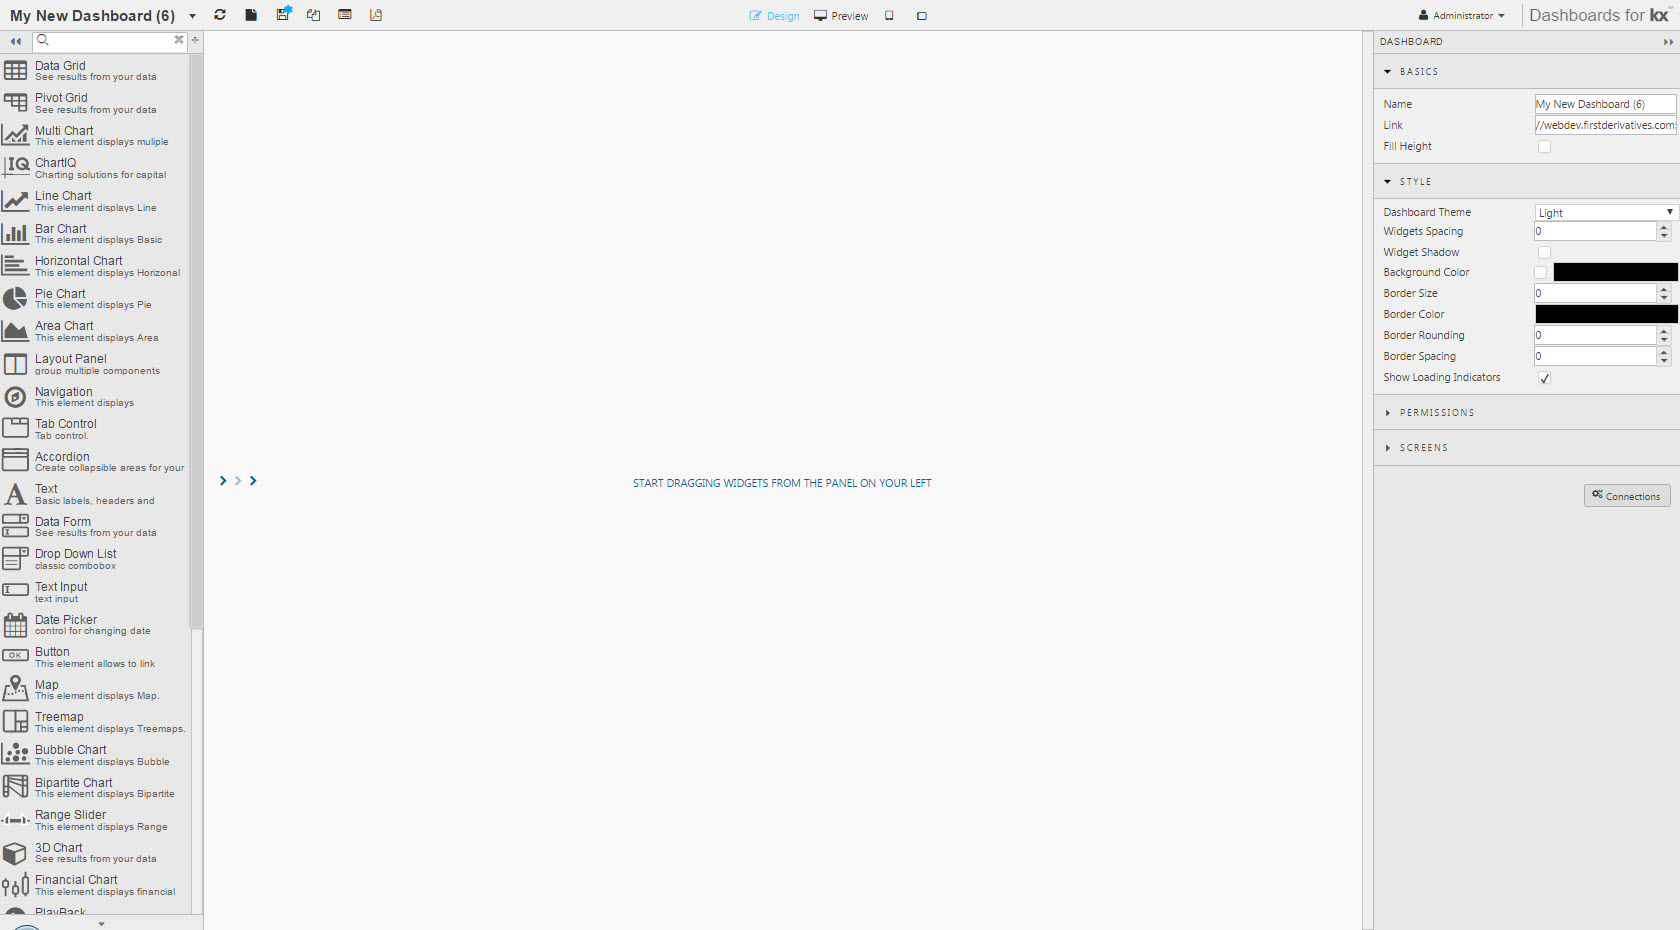 My New Dashboard (6)
Design
Preview
Administrator
Dashboards for kx
Data Grid
See results from your data
Pivot Grid
See results from your data
Multi Chart
This element displays muliple
IQ
ChartIQ
Charting solutions for capital
Line Chart
This element displays Line
Bar Chart
This element displays Basic
Horizontal Chart
This element displays Horizonal
Pie Chart
This element displays Pie
Area Chart
This element displays Area
Layout Panel
group multiple components
Navigation
This element displays
Tab Control
Tab control.
Accordion
Create collapsible areas for your
A
Text
Basic labels, headers and
Data Form
See results from your data
Drop Down List
classic combobox
Text Input
text input
Date Picker
control for changing date
OK
Button
This element allows to link
Map
This element displays Map.
Treemap
This element displays Treemaps.
Bubble Chart
This element displays Bubble
Bipartite Chart
This element displays Bipartite
Range Slider
This element displays Range
3D Chart
See results from your data
Financial Chart
This element displays financial
PlayBack
START DRAGGING WIDGETS FROM THE PANEL ON YOUR LEFT
DASHBOARD
BASICS
Name My New Dashboard (6)
Link //webdev.firstderivatives.com:
Fill Height
STYLE
Dashboard Theme Light
Widgets Spacing 0
Widget Shadow
Background Color
Border Size 0
Border Color
Border Rounding 0
Border Spacing 0
Show Loading Indicators
PERMISSIONS
SCREENS
Connections